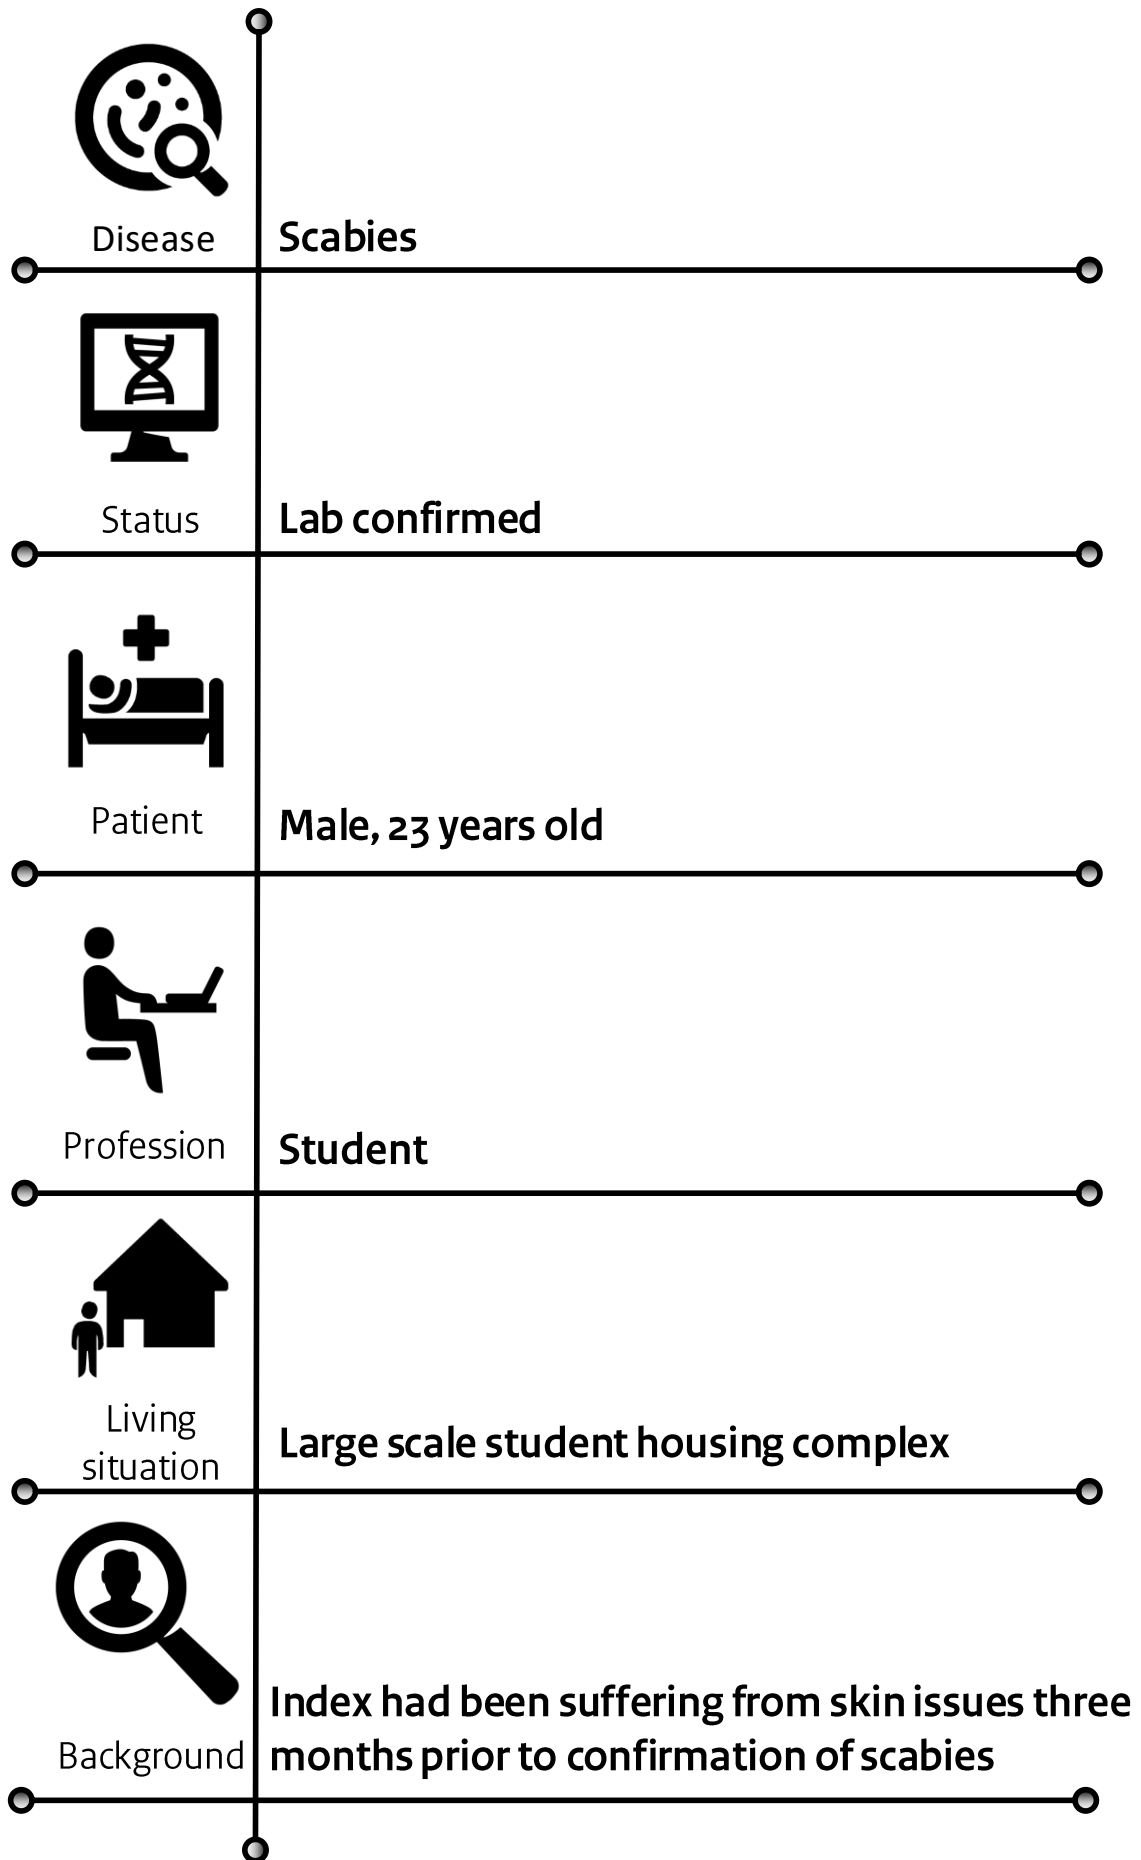 Disease
Scabies
Status
Lab confirmed
Patient
Male, 23 years old
Profession
Student
Living
situation
Large scale student housing complex
Background
Index had been suffering from skin issues three
months prior to confirmation of scabies